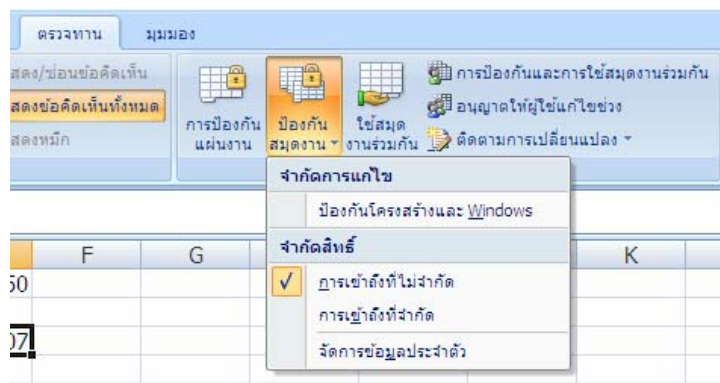 ตรวจทาน มุมมอง
สดง/ซ่อนข้อคิดเห็น
สดงข้อคิดเห็นทั้งหมด
สดงหมึก
การป้องกัน
แผ่นงาน
ป้องกัน
สมุดงาน
ใช้สมุด
งานร่วมกัน
การป้องกันและการใช้สมุดงานร่วมกัน
อนุญาตให้ผู้ใช้แก้ไขช่วง
ติดตามการเปลี่ยนแปลง
จำกัดการแก้ไข
ป้องกันโครงสร้างและ Windows
จำกัดสิทธิ์
การเข้าถึงที่ไม่จำกัด
การเข้าถึงที่จำกัด
จัดการข้อมูลประจำตัว
F G K
50
07